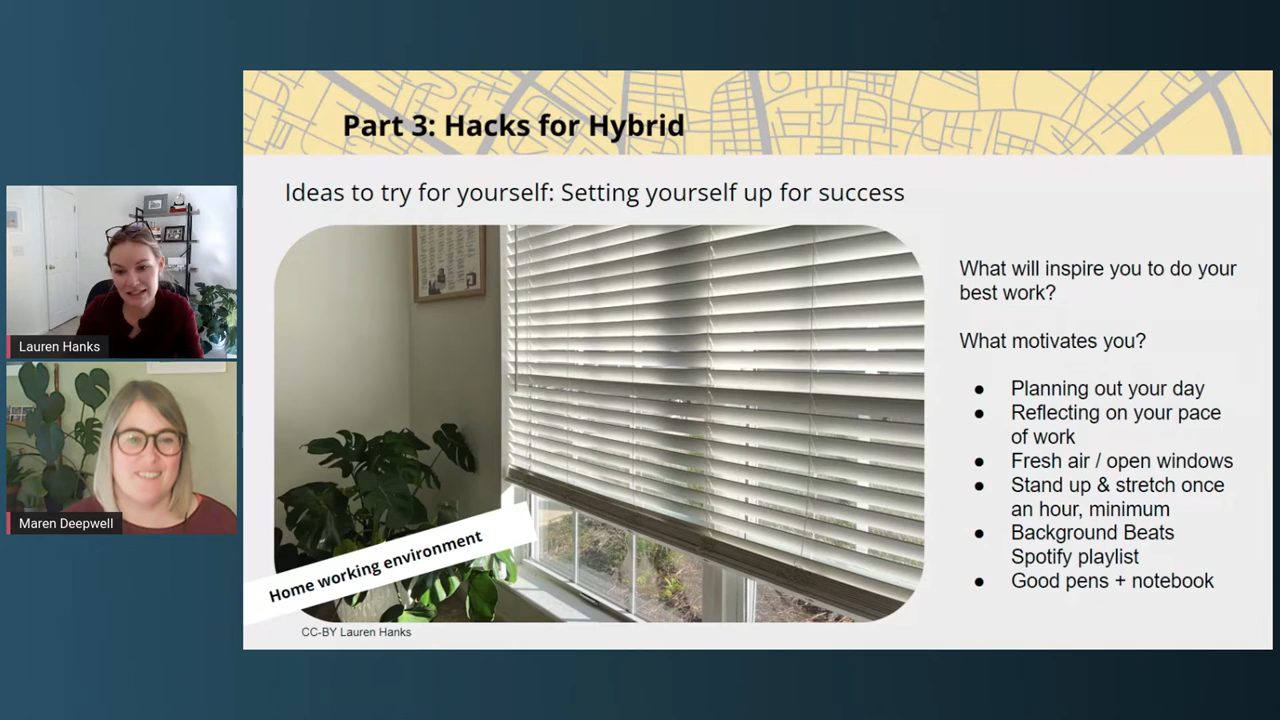 Part 3: Hacks for Hybrid
Ideas to try for yourself: Setting yourself up for success
Lauren Hanks
Maren Deepwell
Home working environment
CC-BY Lauren Hanks
What will inspire you to do your
best work?
What motivates you?
● Planning out your day
● Reflecting on your pace
of work
● Fresh air / open windows
● Stand up & stretch once
an hour, minimum
● Background Beats
Spotify playlist
● Good pens + notebook